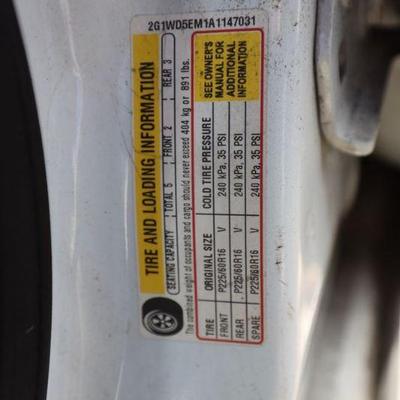 2G1WD5EM1A1147031
TIRE AND LOADING INFORMATION
SEATING CAPACITY TOTAL 5 FRONT 2 REAR 3
The combined weight of occupants and cargo should never exceed 404 kg or 891 lbs.
TIRE ORIGINAL SIZE COLD TIRE PRESSURE
FRONT P225/60R16 V 240 kPa, 35 PSI
REAR P225/60R16 V 240 kPa, 35 PSI
SPARE P225/60R16 V 240 kPa, 35 PSI
SEE OWNER'S
MANUAL FOR
ADDITIONAL
INFORMATION